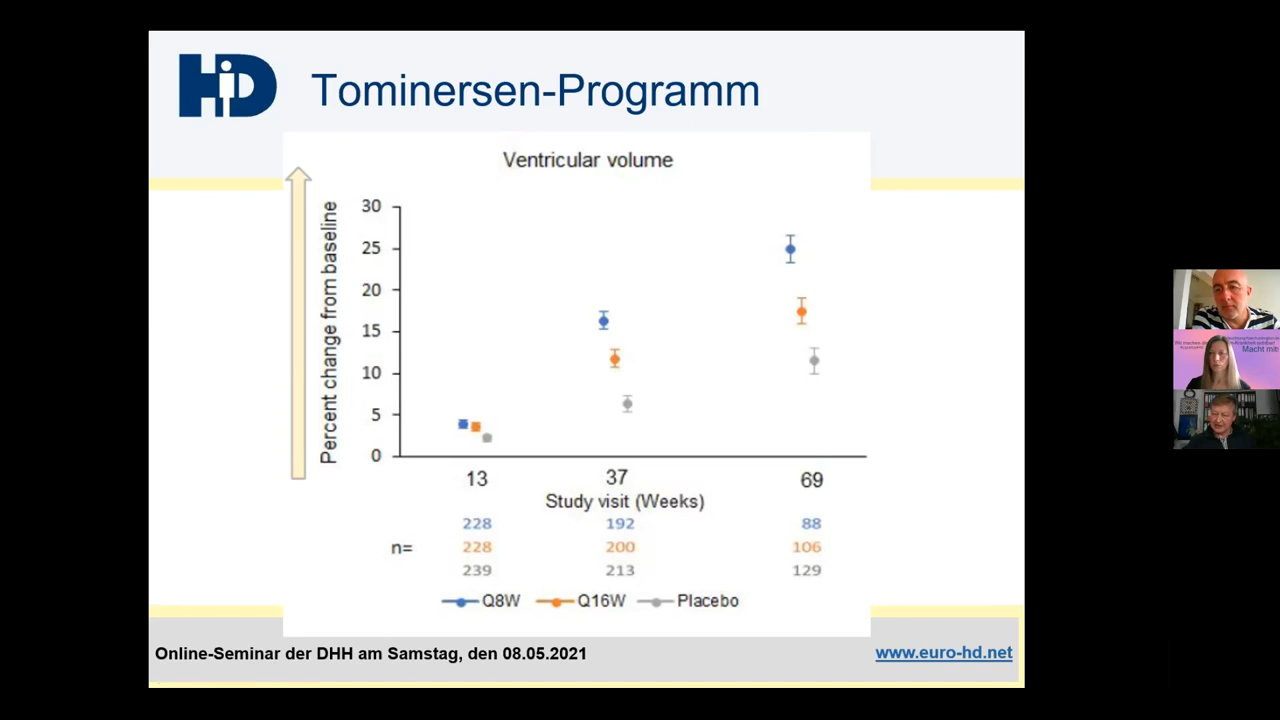 HD
Tominersen-Programm
Ventricular volume
Percent change from baseline
30
25
20
15
10
5
0
13 37 69
Study visit (Weeks)
228 192 88
n= 228 200 106
239 213 129
Q8W Q16W Placebo
Macht mit!
Online-Seminar der DHH am Samstag, den 08.05.2021
www.euro-hd.net